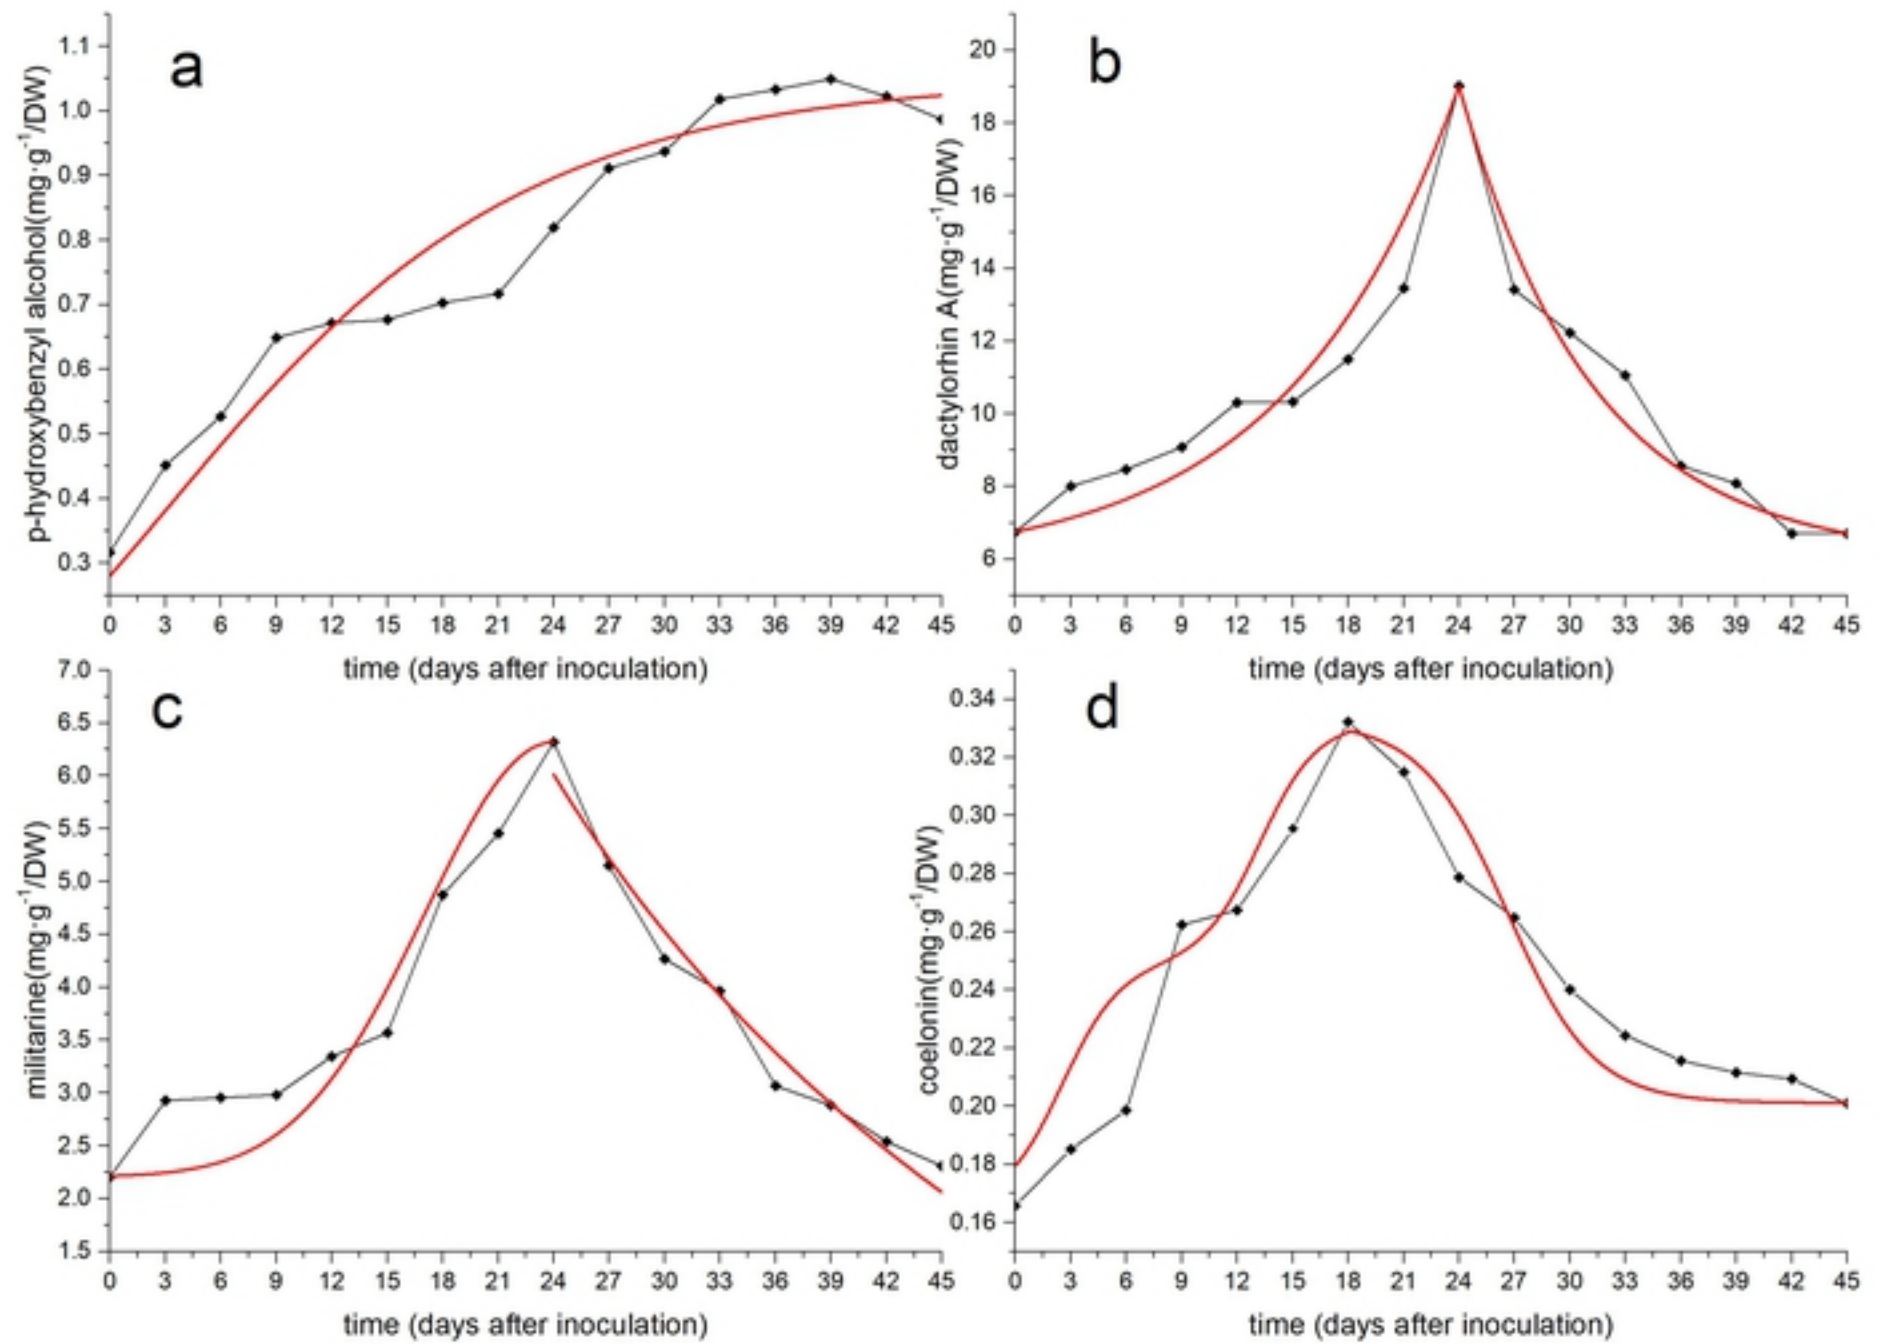 a
p-hydroxybenzyl alcohol(mg·g⁻¹/DW)
1.1
1.0
0.9
0.8
0.7
0.6
0.5
0.4
0.3
0 3 6 9 12 15 18 21 24 27 30 33 36 39 42 45
time (days after inoculation)
b
dactylorhin A(mg·g⁻¹/DW)
20
18
16
14
12
10
8
6
0 3 6 9 12 15 18 21 24 27 30 33 36 39 42 45
time (days after inoculation)
c
militarine(mg·g⁻¹/DW)
7.0
6.5
6.0
5.5
5.0
4.5
4.0
3.5
3.0
2.5
2.0
1.5
0 3 6 9 12 15 18 21 24 27 30 33 36 39 42 45
time (days after inoculation)
d
coelonin(mg·g⁻¹/DW)
0.34
0.32
0.30
0.28
0.26
0.24
0.22
0.20
0.18
0.16
0 3 6 9 12 15 18 21 24 27 30 33 36 39 42 45
time (days after inoculation)